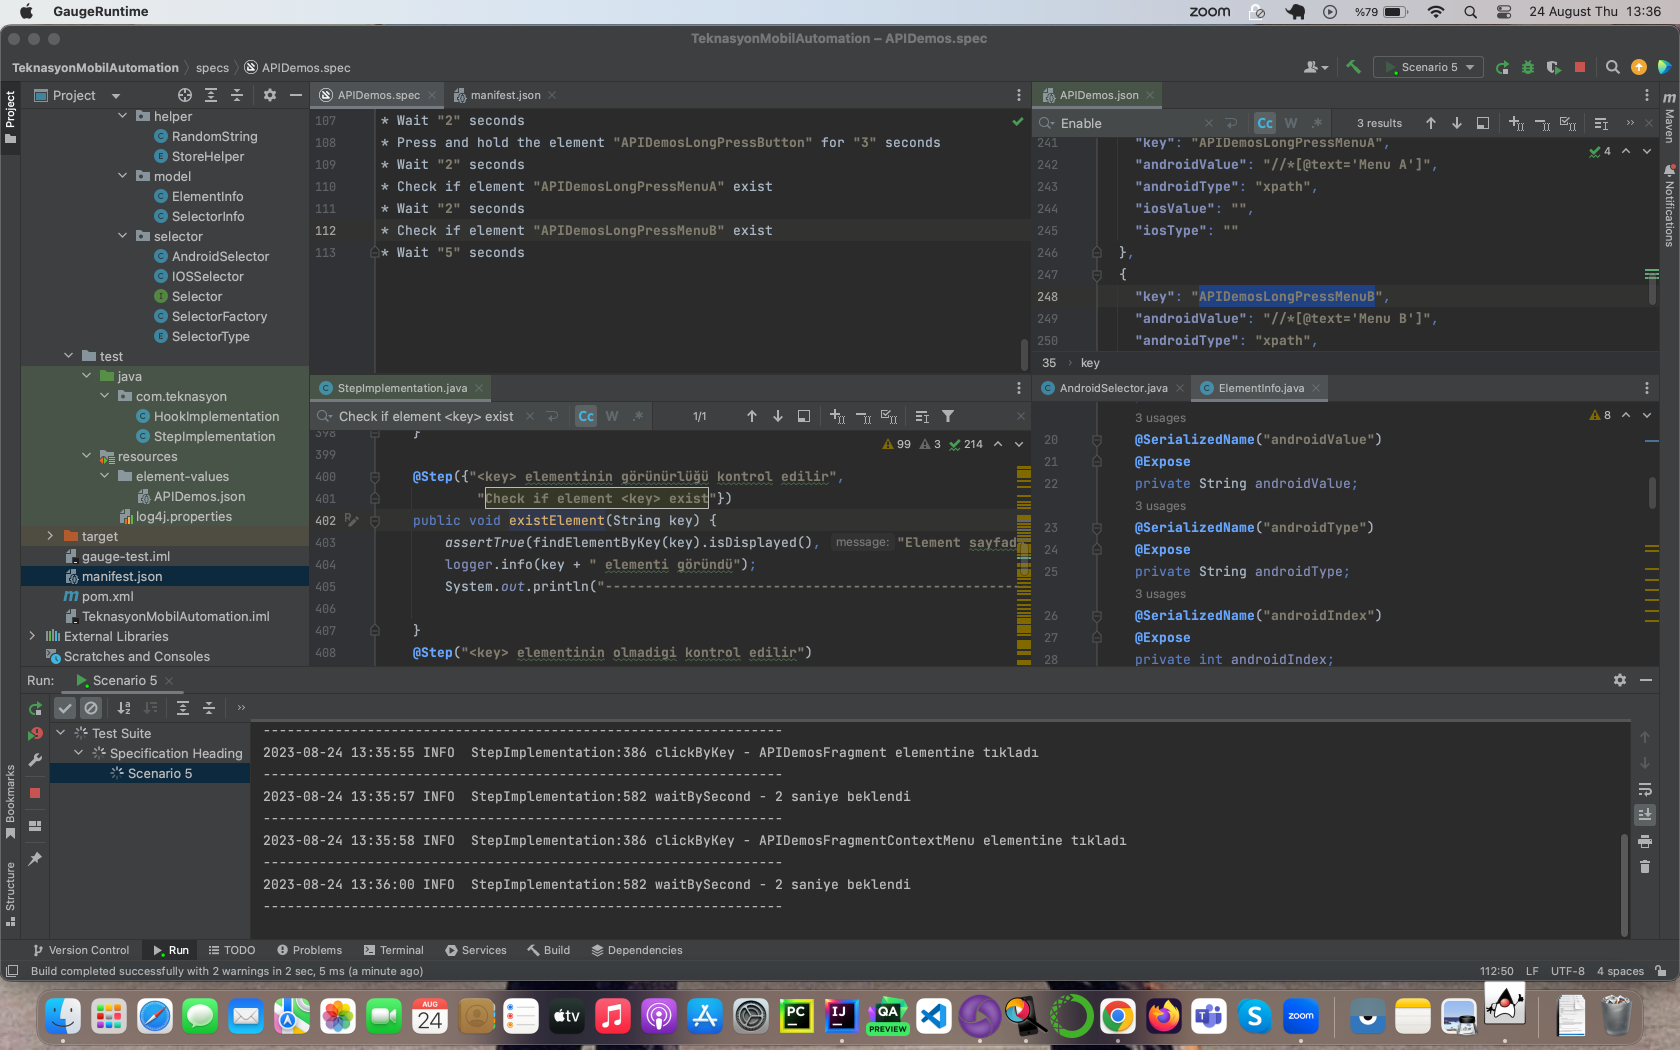 GaugeRuntime
zoom
%79
24 August Thu 13:36
TeknasyonMobilAutomation – APIDemos.spec
TeknasyonMobilAutomation
specs
APIDemos.spec
Scenario 5
Project
APIDemos.spec
manifest.json
APIDemos.json
Project
Maven
Notifications
Bookmarks
Structure
helper
RandomString
StoreHelper
model
ElementInfo
SelectorInfo
selector
AndroidSelector
IOSSelector
Selector
SelectorFactory
SelectorType
test
java
com.teknasyon
HookImplementation
StepImplementation
resources
element-values
APIDemos.json
log4j.properties
target
gauge-test.iml
manifest.json
pom.xml
TeknasyonMobilAutomation.iml
External Libraries
Scratches and Consoles
107 * Wait "2" seconds
108 * Press and hold the element "APIDemosLongPressButton" for "3" seconds
109 * Wait "2" seconds
110 * Check if element "APIDemosLongPressMenuA" exist
111 * Wait "2" seconds
112 * Check if element "APIDemosLongPressMenuB" exist
113 * Wait "5" seconds
Enable
Cc W .* 3 results
4
241 "key": "APIDemosLongPressMenuA",
242 "androidValue": "//*[@text='Menu A']",
243 "androidType": "xpath",
244 "iosValue": "",
245 "iosType": ""
246 },
247 {
248 "key": "APIDemosLongPressMenuB",
249 "androidValue": "//*[@text='Menu B']",
250 "androidType": "xpath",
35 › key
StepImplementation.java
Check if element <key> exist
Cc W .* 1/1
99 3 214
398 }
399
400 @Step({"<key> elementinin görünürlüğü kontrol edilir",
401 "Check if element <key> exist"})
402 public void existElement(String key) {
403 assertTrue(findElementByKey(key).isDisplayed(), message: "Element sayfad
404 logger.info(key + " elementi göründü");
405 System.out.println("----------------------------------------------------
406
407 }
408 @Step("<key> elementinin olmadigi kontrol edilir")
AndroidSelector.java
ElementInfo.java
8
3 usages
20 @SerializedName("androidValue")
21 @Expose
22 private String androidValue;
3 usages
23 @SerializedName("androidType")
24 @Expose
25 private String androidType;
3 usages
26 @SerializedName("androidIndex")
27 @Expose
28 private int androidIndex;
Run:
Scenario 5
Test Suite
Specification Heading
Scenario 5
-----------------------------------------------------------------
2023-08-24 13:35:55 INFO StepImplementation:386 clickByKey - APIDemosFragment elementine tıkladı
-----------------------------------------------------------------
2023-08-24 13:35:57 INFO StepImplementation:582 waitBySecond - 2 saniye beklendi
-----------------------------------------------------------------
2023-08-24 13:35:58 INFO StepImplementation:386 clickByKey - APIDemosFragmentContextMenu elementine tıkladı
-----------------------------------------------------------------
2023-08-24 13:36:00 INFO StepImplementation:582 waitBySecond - 2 saniye beklendi
-----------------------------------------------------------------
Version Control
Run
TODO
Problems
Terminal
Services
Build
Dependencies
Build completed successfully with 2 warnings in 2 sec, 5 ms (a minute ago)
112:50 LF UTF-8 4 spaces
AUG
24
tv
PC
IJ
QA
PREVIEW
S
zoom